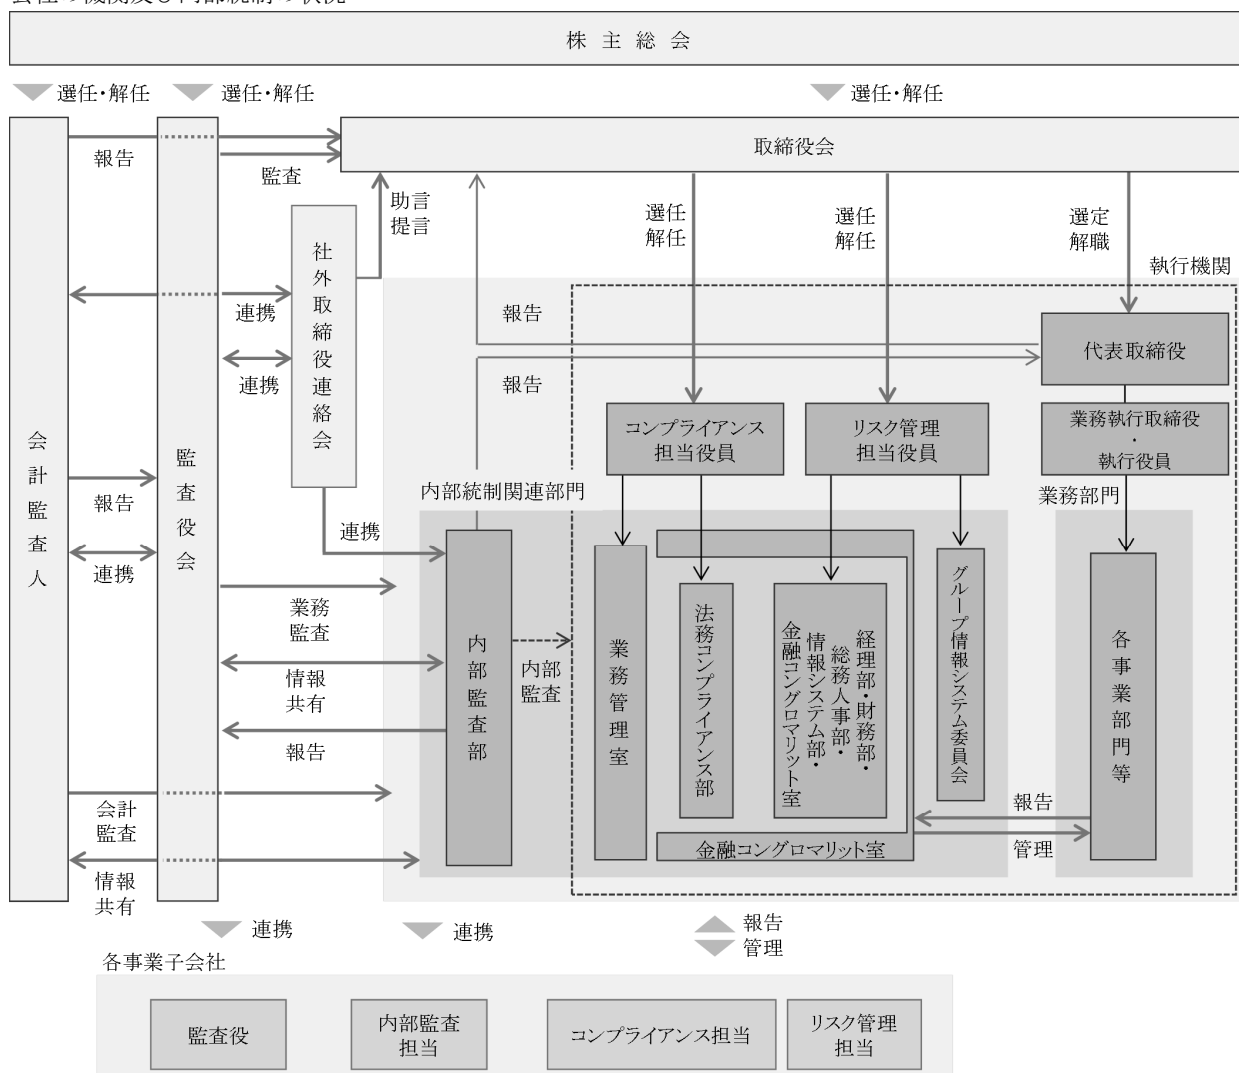 会社の機関及び内部統制の状況
株主総会
選任・解任
選任・解任
選任・解任
報告
監査
取締役会
助言
提言
選任
解任
選任
解任
選定
解職
執行機関
社外取締役連絡会
連携
連携
報告
報告
代表取締役
コンプライアンス
担当役員
リスク管理
担当役員
業務執行取締役
・
執行役員
会計監査人
監査役会
報告
連携
連携
内部統制関連部門
業務部門
業務
監査
情報
共有
報告
会計
監査
情報
共有
内部監査部
内部
監査
業務管理室
法務コンプライアンス部
経理部・財務部・
総務人事部・
情報システム部・
金融コングロマリット室
グループ情報システム委員会
各事業部門等
金融コングロマリット室
報告
管理
連携
連携
報告
管理
各事業子会社
監査役
内部監査
担当
コンプライアンス担当
リスク管理
担当